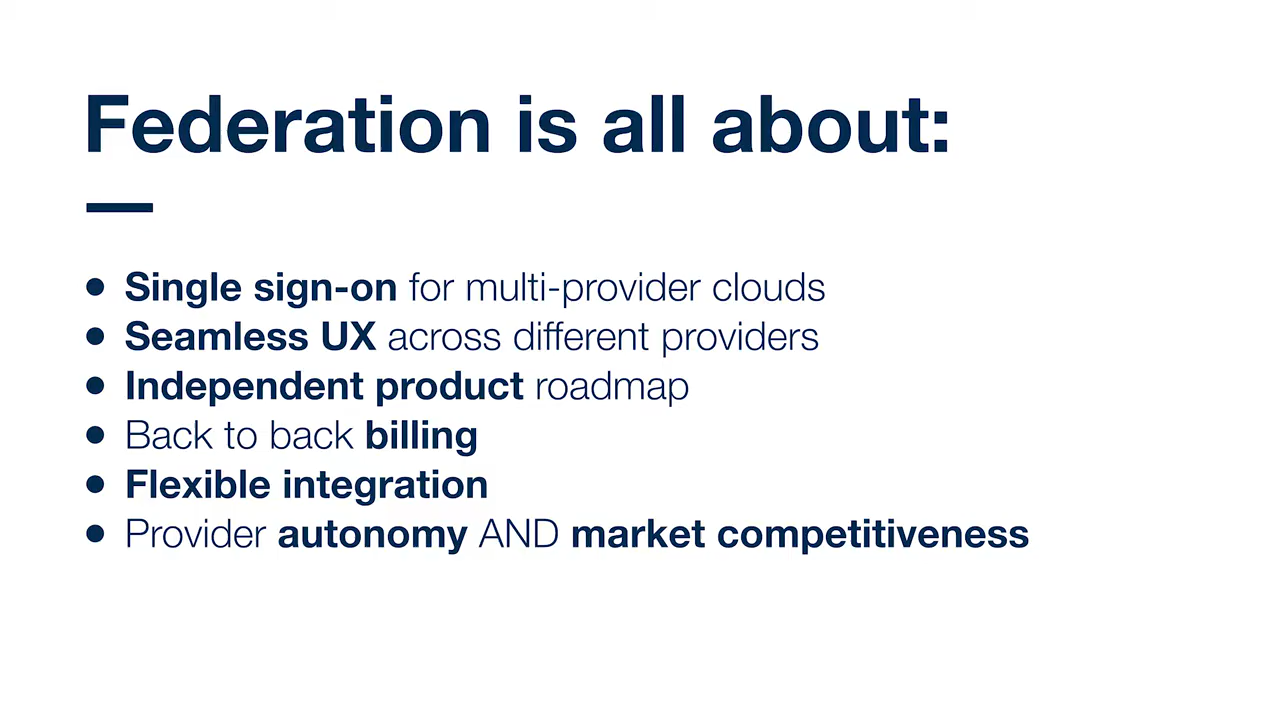 Federation is all about:
● Single sign-on for multi-provider clouds
● Seamless UX across different providers
● Independent product roadmap
● Back to back billing
● Flexible integration
● Provider autonomy AND market competitiveness